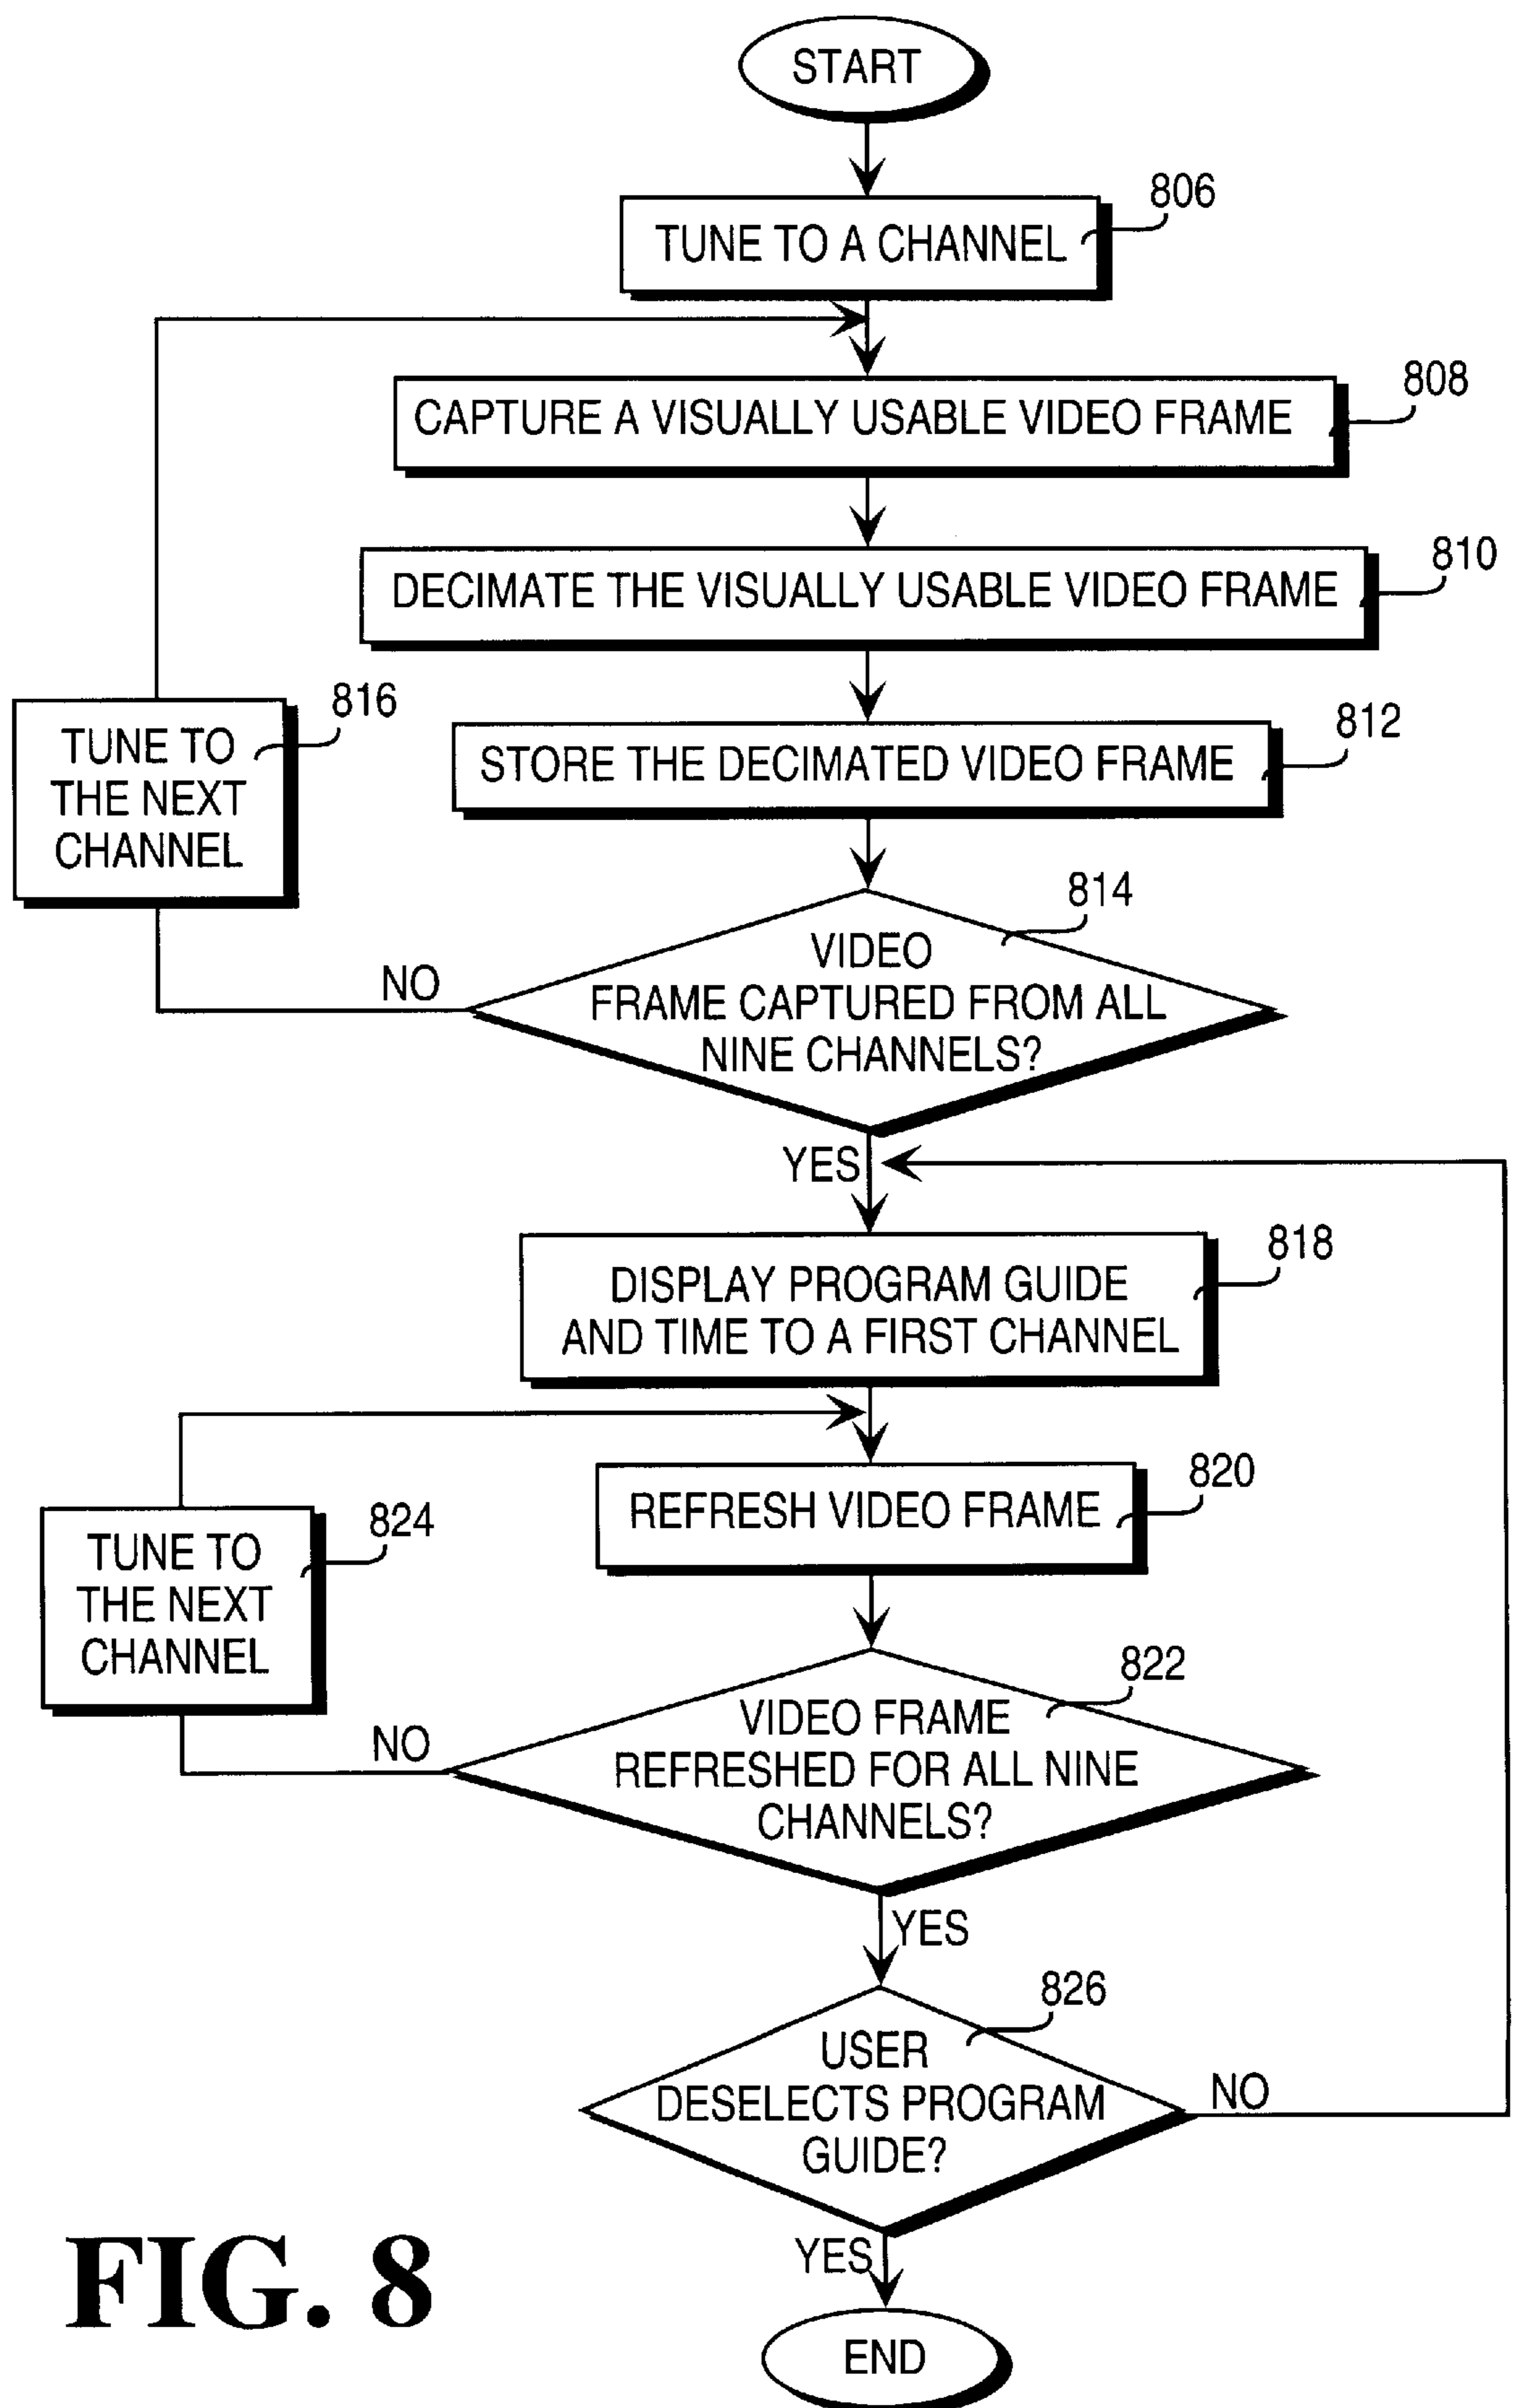 START
806
TUNE TO A CHANNEL
808
CAPTURE A VISUALLY USABLE VIDEO FRAME
810
DECIMATE THE VISUALLY USABLE VIDEO FRAME
816
TUNE TO
THE NEXT
CHANNEL
812
STORE THE DECIMATED VIDEO FRAME
814
VIDEO
FRAME CAPTURED FROM ALL
NINE CHANNELS?
NO
YES
818
DISPLAY PROGRAM GUIDE
AND TIME TO A FIRST CHANNEL
820
REFRESH VIDEO FRAME
824
TUNE TO
THE NEXT
CHANNEL
822
VIDEO FRAME
REFRESHED FOR ALL NINE
CHANNELS?
NO
YES
826
USER
DESELECTS PROGRAM
GUIDE?
NO
YES
END
FIG. 8